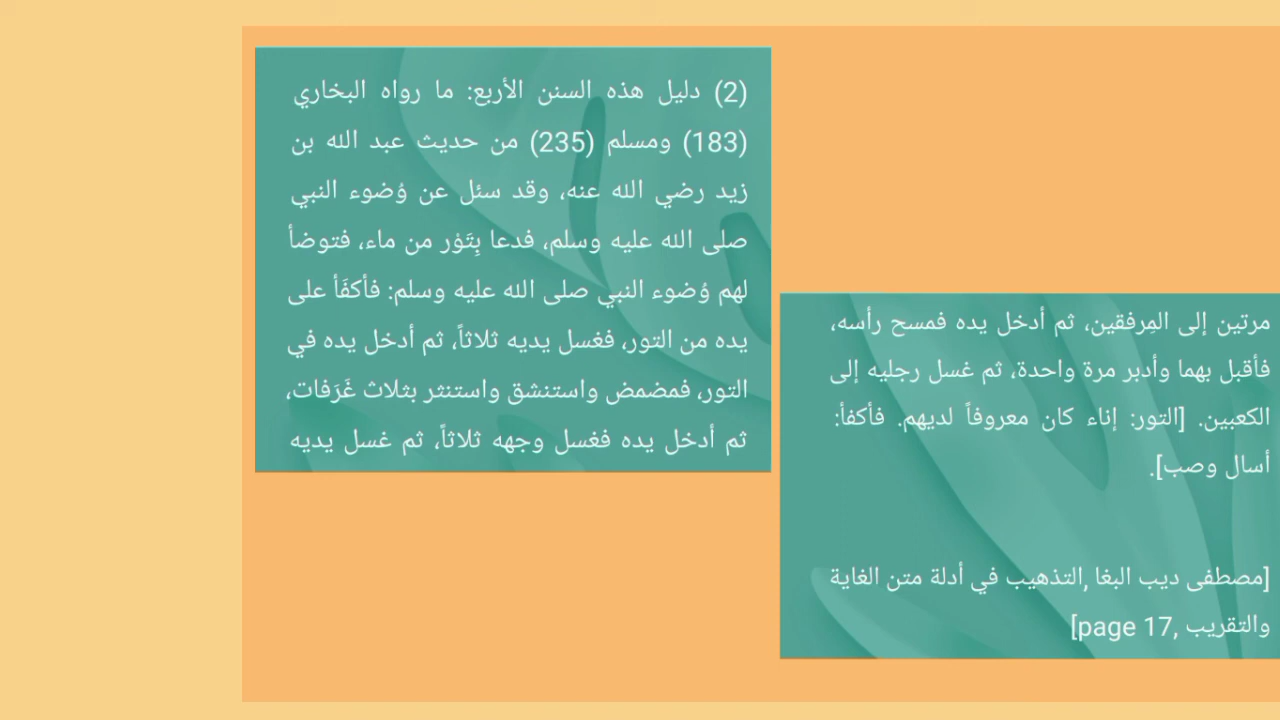 (2) دليل هذه السنن الأربع: ما رواه البخاري
(183) ومسلم (235) من حديث عبد الله بن
زيد رضي الله عنه، وقد سئل عن وُضوء النبي
صلى الله عليه وسلم، فدعا بِتَوْر من ماء، فتوضأ
لهم وُضوء النبي صلى الله عليه وسلم: فأكفَأ على
يده من التور، فغسل يديه ثلاثاً، ثم أدخل يده في
التور، فمضمض واستنشق واستنثر بثلاث غَرَفات،
ثم أدخل يده فغسل وجهه ثلاثاً، ثم غسل يديه
مرتين إلى المِرفقين، ثم أدخل يده فمسح رأسه،
فأقبل بهما وأدبر مرة واحدة، ثم غسل رجليه إلى
الكعبين. [التور: إناء كان معروفاً لديهم. فأكفأ:
أسال وصب].
[مصطفى ديب البغا ,التذهيب في أدلة متن الغاية
والتقريب ,page 17]